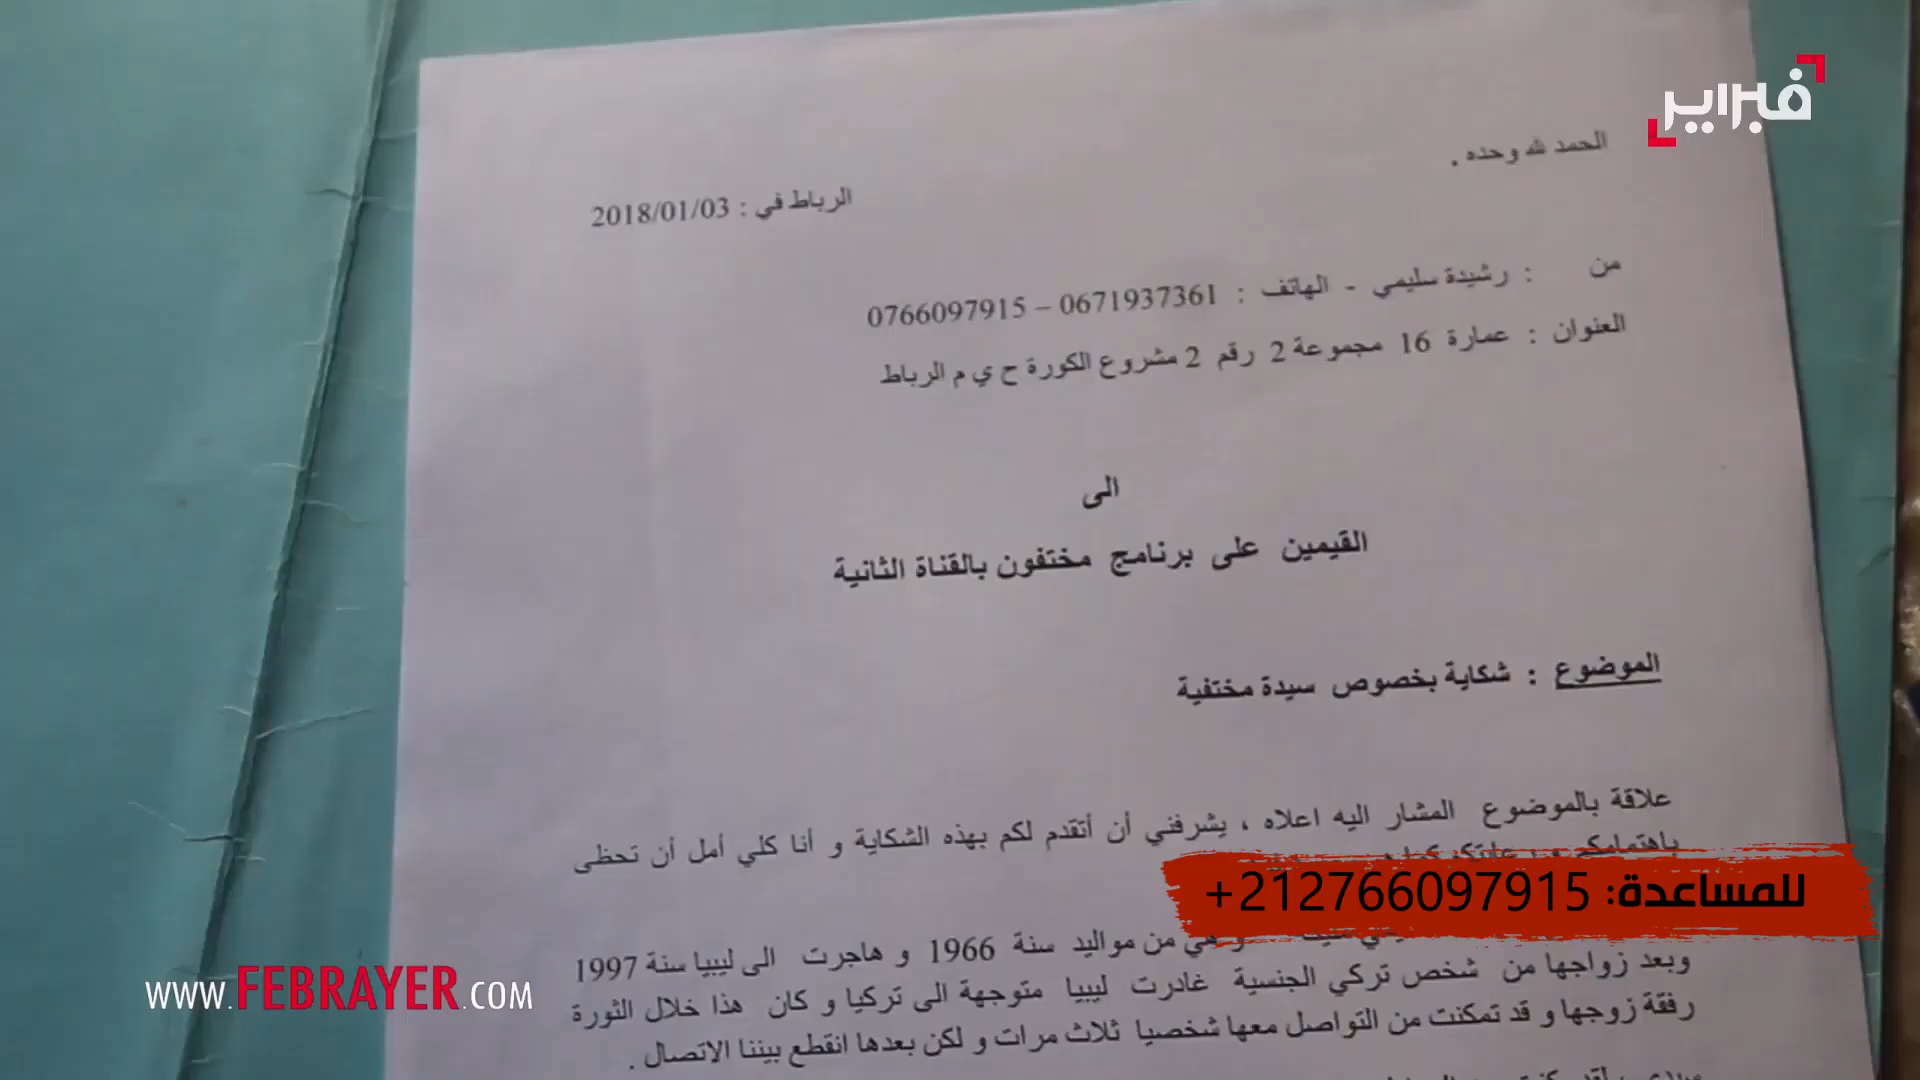 فبراير
الحمد لله وحده .
الرباط في : 2018/01/03
من : رشيدة سليمي - الهاتف : 0671937361 – 0766097915
العنوان : عمارة 16 مجموعة 2 رقم 2 مشروع الكورة ح ي م الرباط
الى
القيمين على برنامج مختفون بالقناة الثانية
الموضوع : شكاية بخصوص سيدة مختفية
علاقة بالموضوع المشار اليه اعلاه ، يشرفني أن أتقدم لكم بهذه الشكاية و أنا كلي أمل أن تحظى
باهتمامكم
للمساعدة: 212766097915+
و هي من مواليد سنة 1966 و هاجرت الى ليبيا سنة 1997
وبعد زواجها من شخص تركي الجنسية غادرت ليبيا متوجهة الى تركيا و كان هذا خلال الثورة
رفقة زوجها و قد تمكنت من التواصل معها شخصيا ثلاث مرات و لكن بعدها انقطع بيننا الاتصال .
WWW.FEBRAYER.COM